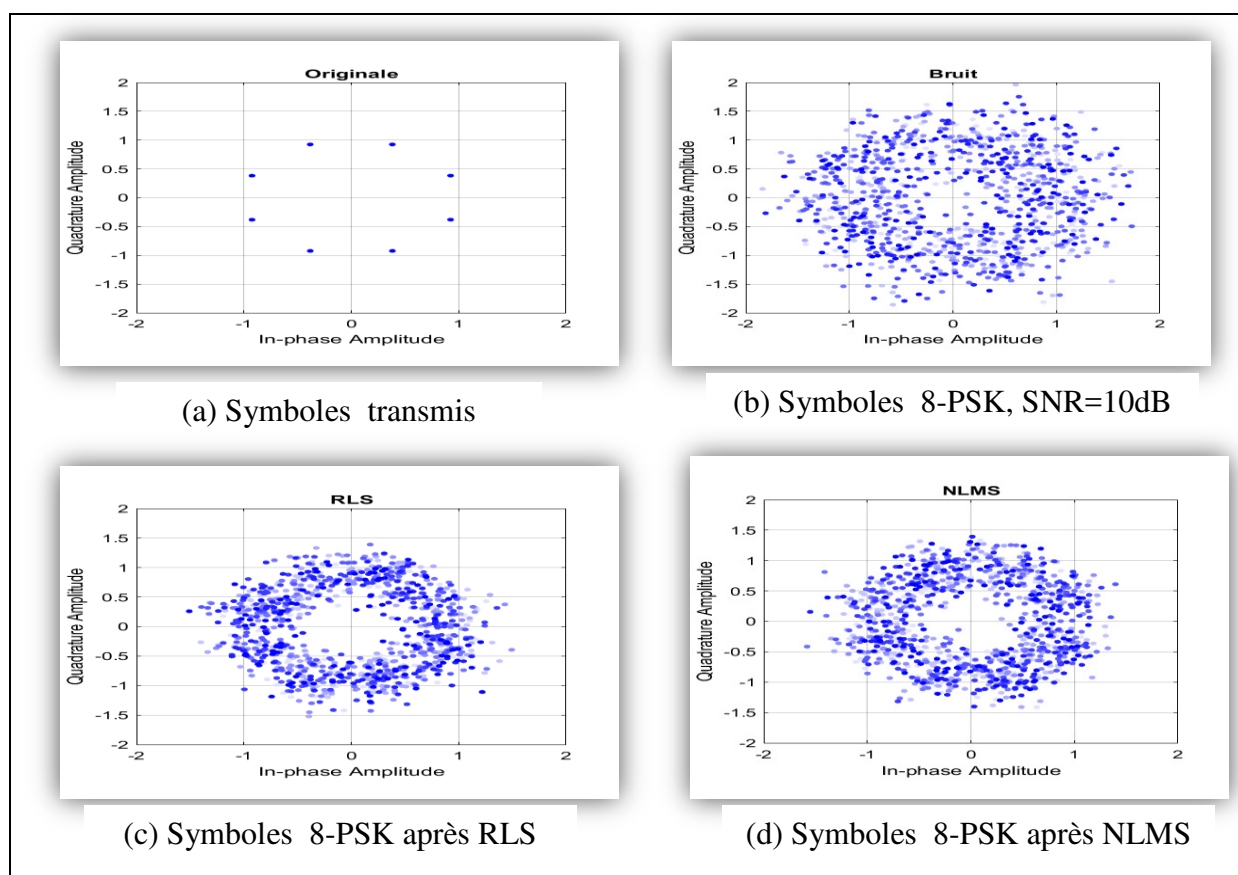 Originale
2
1.5
1
0.5
0
-0.5
-1
-1.5
-2
-2 -1 0 1 2
Quadrature Amplitude
In-phase Amplitude
(a) Symboles transmis
Bruit
2
1.5
1
0.5
0
-0.5
-1
-1.5
-2
-2 -1 0 1 2
Quadrature Amplitude
In-phase Amplitude
(b) Symboles 8-PSK, SNR=10dB
RLS
2
1.5
1
0.5
0
-0.5
-1
-1.5
-2
-2 -1 0 1 2
Quadrature Amplitude
In-phase Amplitude
(c) Symboles 8-PSK après RLS
NLMS
2
1.5
1
0.5
0
-0.5
-1
-1.5
-2
-2 -1 0 1 2
Quadrature Amplitude
In-phase Amplitude
(d) Symboles 8-PSK après NLMS